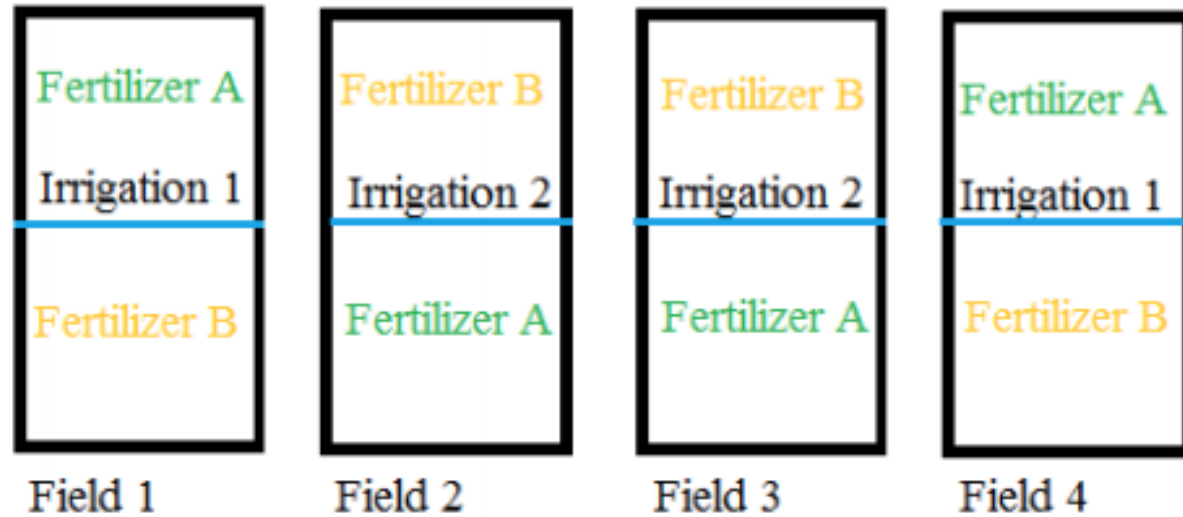 Fertilizer A
Irrigation 1
Fertilizer B
Field 1
Fertilizer B
Irrigation 2
Fertilizer A
Field 2
Fertilizer B
Irrigation 2
Fertilizer A
Field 3
Fertilizer A
Irrigation 1
Fertilizer B
Field 4